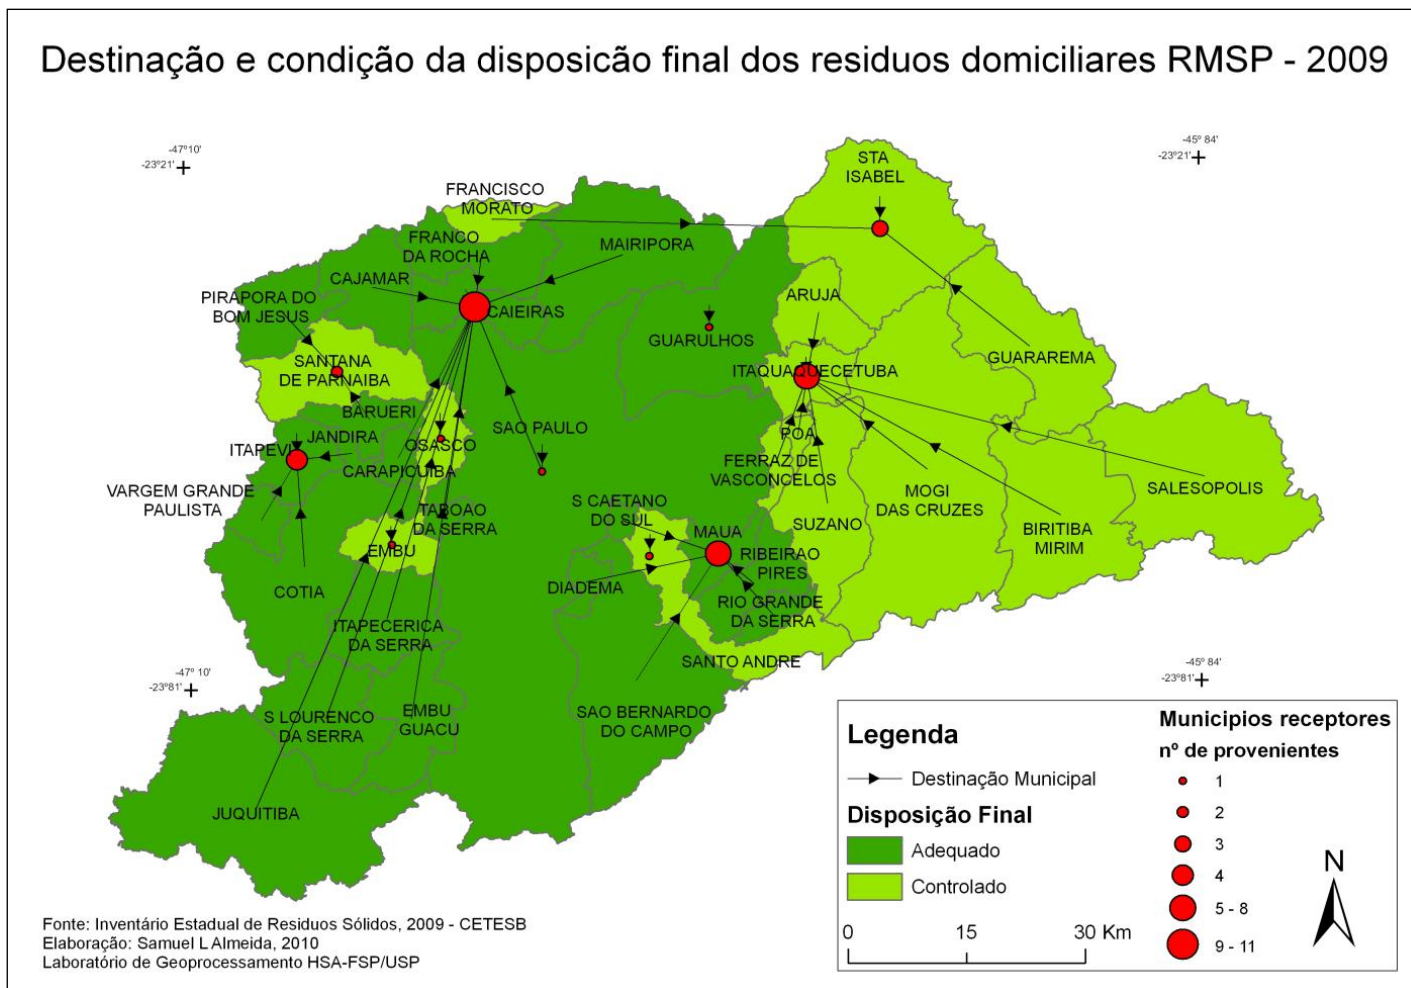 Destinação e condição da disposicão final dos residuos domiciliares RMSP - 2009
-47º10'
-23º21'
-45º 84'
-23º21'
STA
ISABEL
FRANCISCO
MORATO
FRANCO
DA ROCHA
MAIRIPORA
CAJAMAR
PIRAPORA DO
BOM JESUS
CAIEIRAS
ARUJA
GUARULHOS
GUARAREMA
SANTANA
DE PARNAIBA
ITAQUAQUECETUBA
BARUERI
JANDIRA
ITAPEVI
OSASCO
SAO PAULO
POA
CARAPICUIBA
FERRAZ DE
VASCONCELOS
VARGEM GRANDE
PAULISTA
SALESOPOLIS
MOGI
DAS CRUZES
S CAETANO
DO SUL
TABOAO
DA SERRA
SUZANO
BIRITIBA
MIRIM
MAUA
EMBU
RIBEIRAO
PIRES
COTIA
DIADEMA
RIO GRANDE
DA SERRA
ITAPECERICA
DA SERRA
SANTO ANDRE
-47º 10'
-23º81'
-45º 84'
-23º81'
S LOURENCO
DA SERRA
EMBU
GUACU
SAO BERNARDO
DO CAMPO
JUQUITIBA
Legenda
Destinação Municipal
Disposição Final
Adequado
Controlado
0 15 30 Km
Municipios receptores
nº de provenientes
1
2
3
4
5 - 8
9 - 11
N
Fonte: Inventário Estadual de Residuos Sólidos, 2009 - CETESB
Elaboração: Samuel L Almeida, 2010
Laboratório de Geoprocessamento HSA-FSP/USP